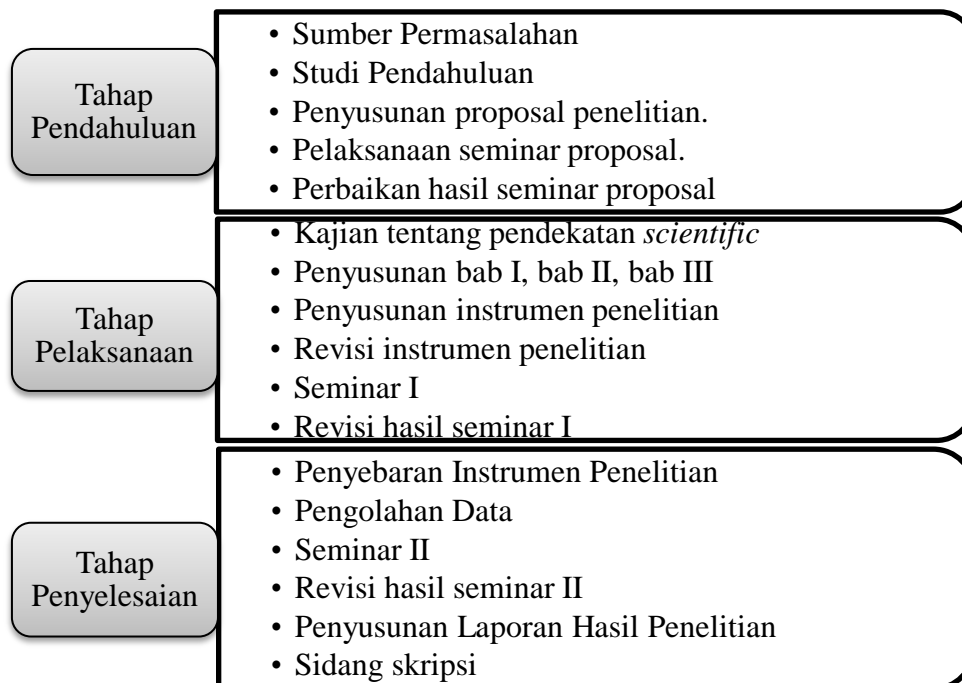 Tahap
Pendahuluan
• Sumber Permasalahan
• Studi Pendahuluan
• Penyusunan proposal penelitian.
• Pelaksanaan seminar proposal.
• Perbaikan hasil seminar proposal
Tahap
Pelaksanaan
• Kajian tentang pendekatan scientific
• Penyusunan bab I, bab II, bab III
• Penyusunan instrumen penelitian
• Revisi instrumen penelitian
• Seminar I
• Revisi hasil seminar I
Tahap
Penyelesaian
• Penyebaran Instrumen Penelitian
• Pengolahan Data
• Seminar II
• Revisi hasil seminar II
• Penyusunan Laporan Hasil Penelitian
• Sidang skripsi